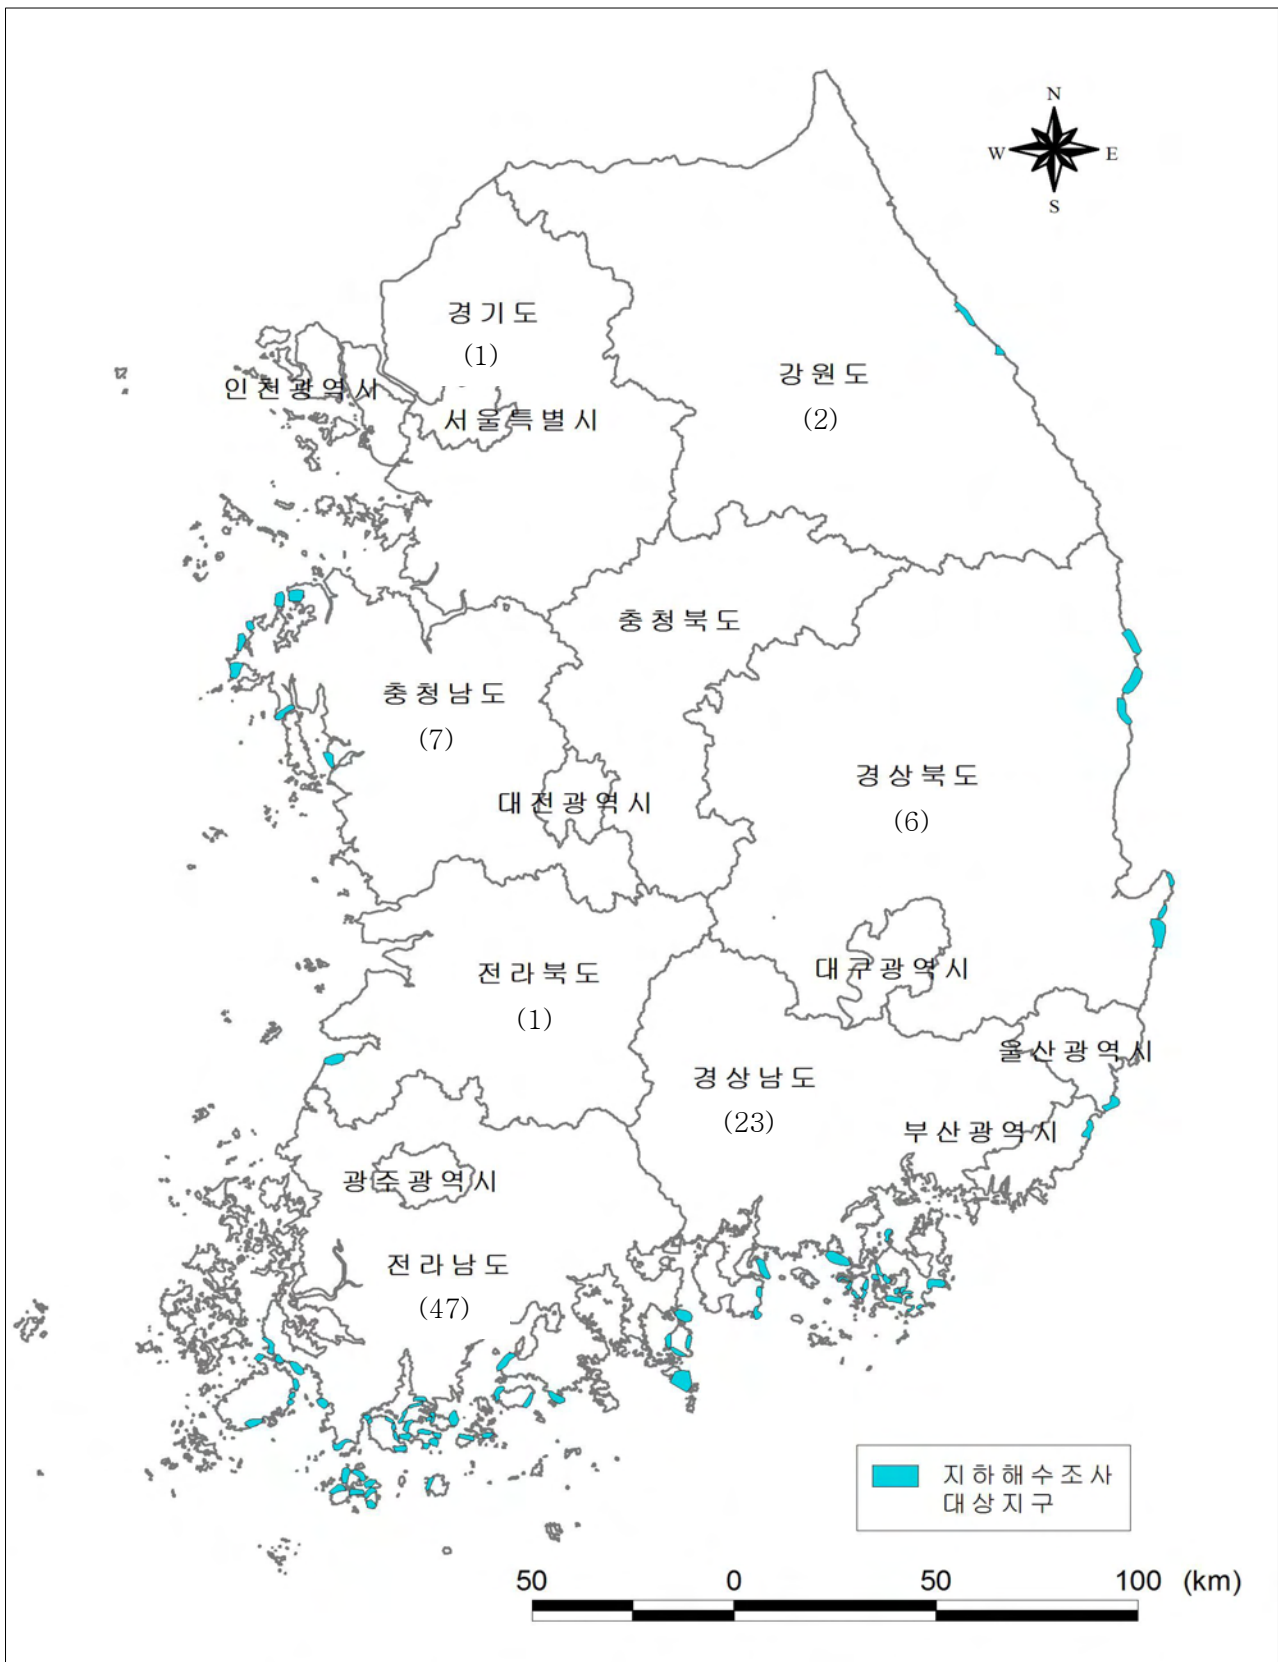 N
W E
S
경기도
(1)
강원도
(2)
인천광역시
서울특별시
충청북도
충청남도
(7)
경상북도
(6)
대전광역시
대구광역시
전라북도
(1)
울산광역시
경상남도
(23)
부산광역시
광주광역시
전라남도
(47)
지하해수조사
대상지구
50 0 50 100 (km)